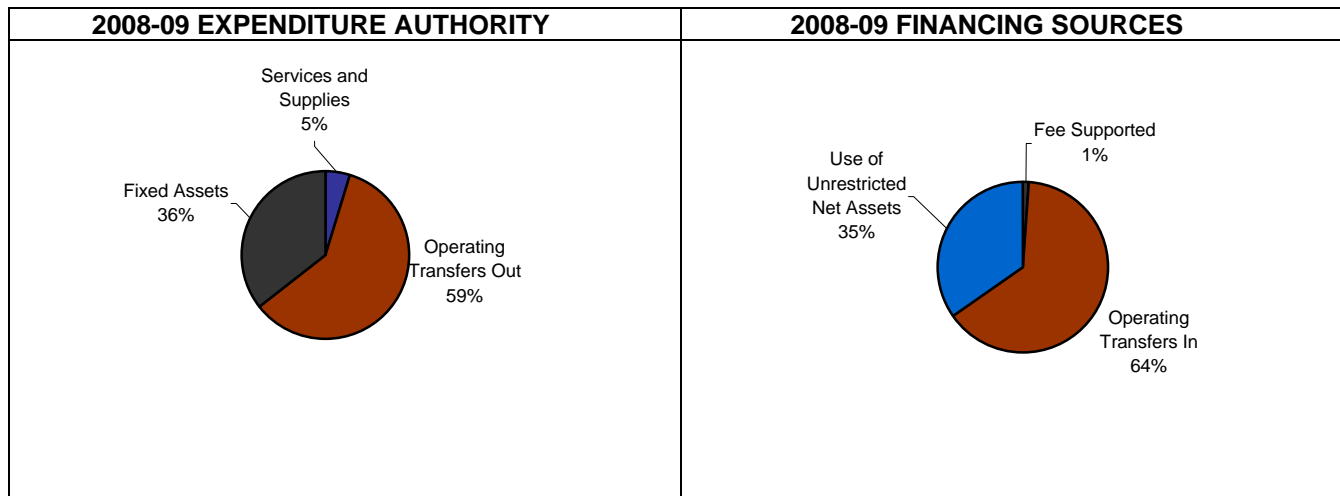 2008-09 EXPENDITURE AUTHORITY
Services and
Supplies
5%
Fixed Assets
36%
Operating
Transfers Out
59%
2008-09 FINANCING SOURCES
Fee Supported
1%
Use of
Unrestricted
Net Assets
35%
Operating
Transfers In
64%